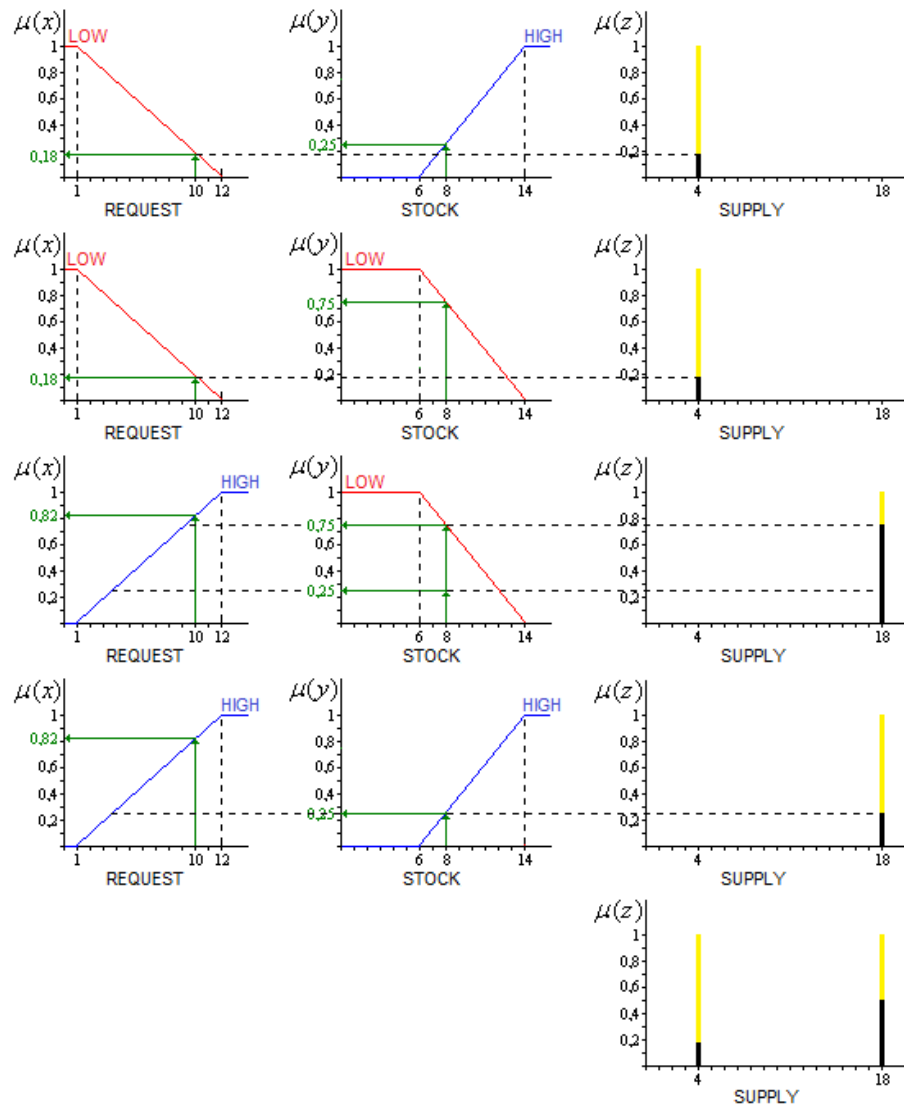 μ(x) μ(y) μ(z)
LOW HIGH
1 1 1
0,8 0,8 0,8
0,6 0,6 0,6
0,4 0,4 0,4
0,25
0,18 0,2
1 10 12 6 8 14 4 18
REQUEST STOCK SUPPLY
μ(x) μ(y) μ(z)
LOW LOW
1 1 1
0,8 0,8
0,8
0,75
0,6 0,6 0,6
0,4 0,4 0,4
0,18 0,2 0,2
1 10 12 6 8 14 4 18
REQUEST STOCK SUPPLY
μ(x) HIGH μ(y) LOW μ(z)
1 1 1
0,82 0,8
0,75
0,6 0,6 0,6
0,4 0,4 0,4
0,2 0,25 0,2
1 10 12 6 8 14 4 18
REQUEST STOCK SUPPLY
μ(x) HIGH μ(y) HIGH μ(z)
1 1 1
0,82 0,8 0,8
0,6 0,6 0,6
0,4 0,4 0,4
0,2 0,25 0,2
1 10 12 6 8 14 4 18
REQUEST STOCK SUPPLY
μ(z)
1
0,8
0,6
0,4
0,2
4 18
SUPPLY